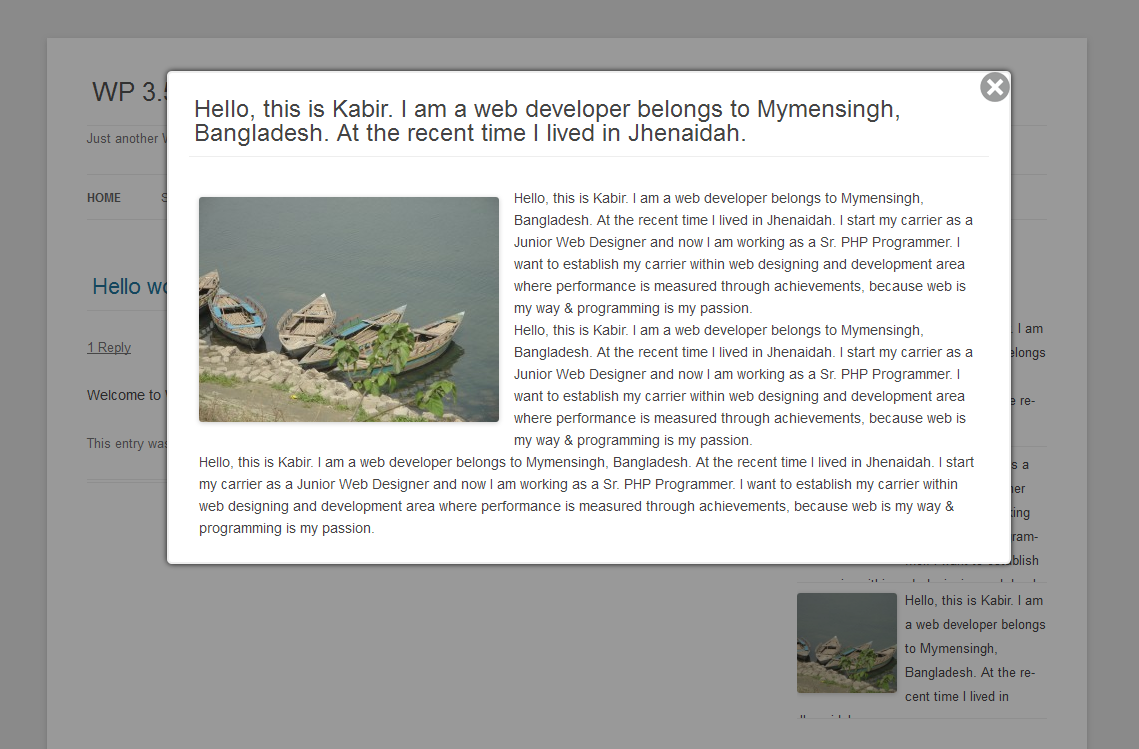 WP 3.5
Just another
HOME
Hello, this is Kabir. I am a web developer belongs to Mymensingh,
Bangladesh. At the recent time I lived in Jhenaidah.
Hello, this is Kabir. I am a web developer belongs to Mymensingh,
Bangladesh. At the recent time I lived in Jhenaidah. I start my carrier as a
Junior Web Designer and now I am working as a Sr. PHP Programmer. I
want to establish my carrier within web designing and development area
where performance is measured through achievements, because web is
my way & programming is my passion.
Hello, this is Kabir. I am a web developer belongs to Mymensingh,
Bangladesh. At the recent time I lived in Jhenaidah. I start my carrier as a
Junior Web Designer and now I am working as a Sr. PHP Programmer. I
want to establish my carrier within web designing and development area
where performance is measured through achievements, because web is
my way & programming is my passion.
Hello, this is Kabir. I am a web developer belongs to Mymensingh, Bangladesh. At the recent time I lived in Jhenaidah. I start
my carrier as a Junior Web Designer and now I am working as a Sr. PHP Programmer. I want to establish my carrier within
web designing and development area where performance is measured through achievements, because web is my way &
programming is my passion.
Hello
1 Reply
Welcome to
This entry was
. I am
elongs
e re-
s a
king
ram-
blish
Hello, this is Kabir. I am
a web developer belongs
to Mymensingh,
Bangladesh. At the re-
cent time I lived in